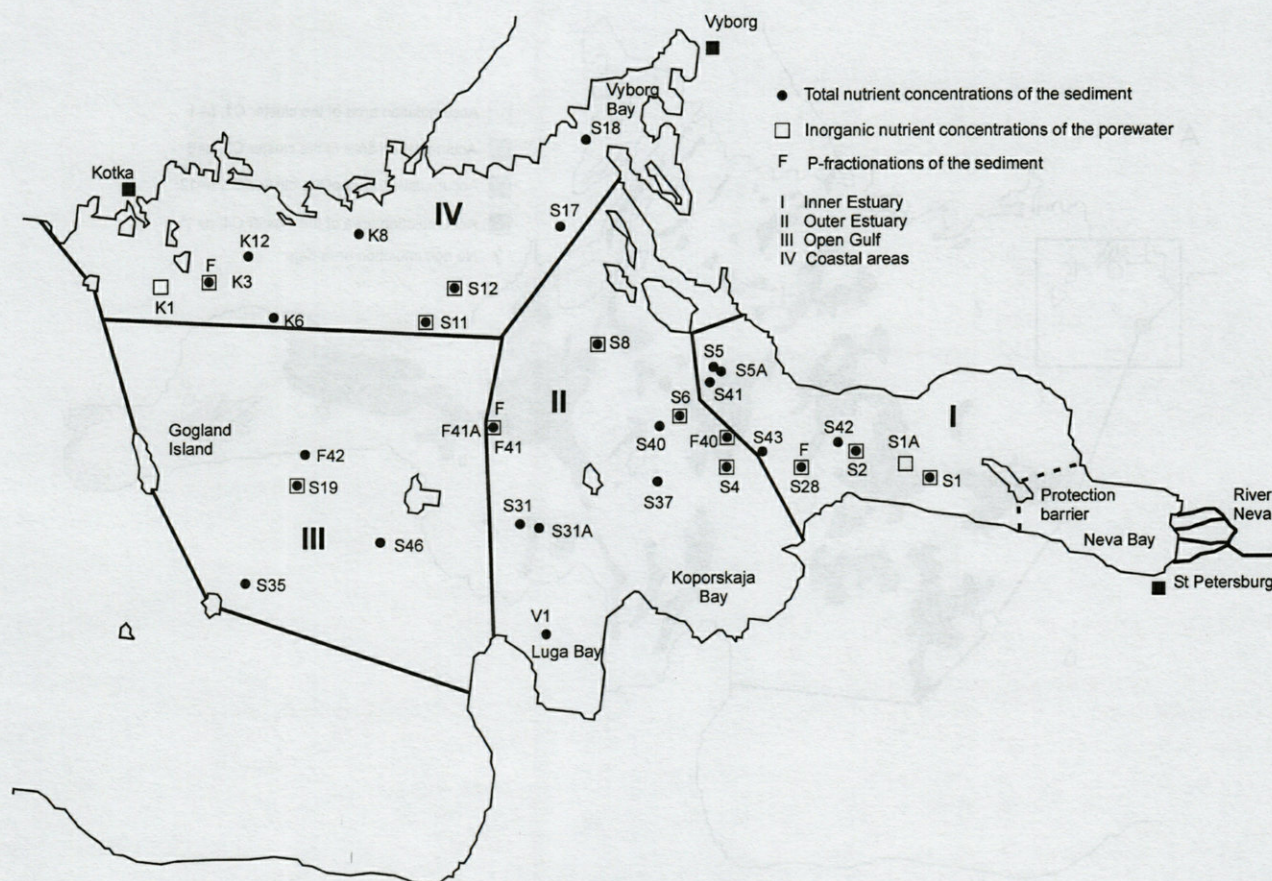 Vyborg
Vyborg
Bay
● Total nutrient concentrations of the sediment
□ Inorganic nutrient concentrations of the porewater
F P-fractionations of the sediment
I Inner Estuary
II Outer Estuary
III Open Gulf
IV Coastal areas
S18
Kotka
IV
S17
K8
K12
F
K3
K1
S12
K6
S11
S8
S5
S5A
S41
II
I
S6
F
F41A
F41
S40
F40
S43
S42
S1A
Gogland
Island
F42
F
S28
S2
S1
S19
S37
S4
Protection
barrier
River
Neva
Neva Bay
III
S31
S31A
S46
S35
Koporskaja
Bay
St Petersburg
V1
Luga Bay